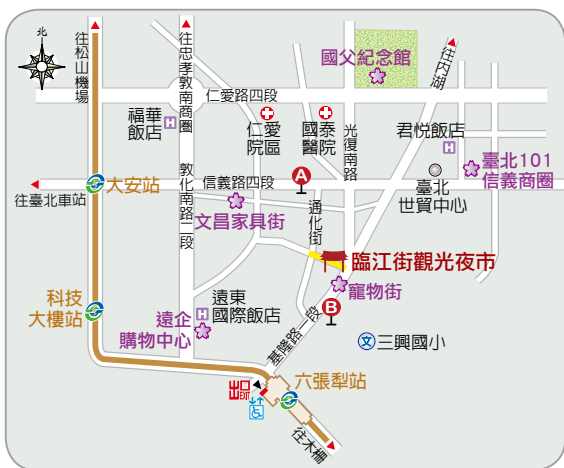 北
往松山機場
往忠孝敦南商圈
往內湖
國父紀念館
仁愛路四段
福華
飯店
H
仁愛
院區
國泰
醫院
光復南路
君悦飯店
H
臺北101
信義商圈
大安站
往臺北車站
信義路四段
A
敦化南路二段
文昌家具街
通化街
臺北
世貿中心
臨江街觀光夜市
寵物街
科技
大樓站
H
遠東
國際飯店
遠企
購物中心
B
基隆路一段
文
三興國小
出口
六張犁站
往木柵